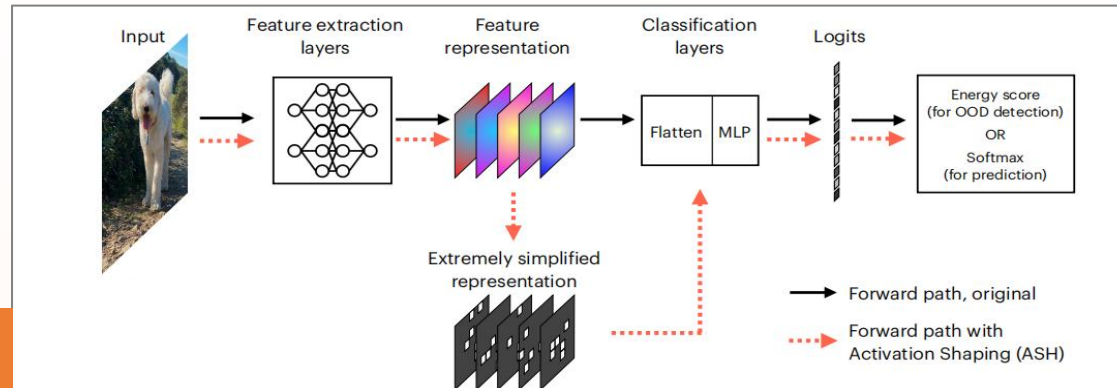 Input
Feature extraction
layers
Feature
representation
Classification
layers
Logits
Flatten
MLP
Energy score
(for OOD detection)
OR
Softmax
(for prediction)
Extremely simplified
representation
Forward path, original
Forward path with
Activation Shaping (ASH)